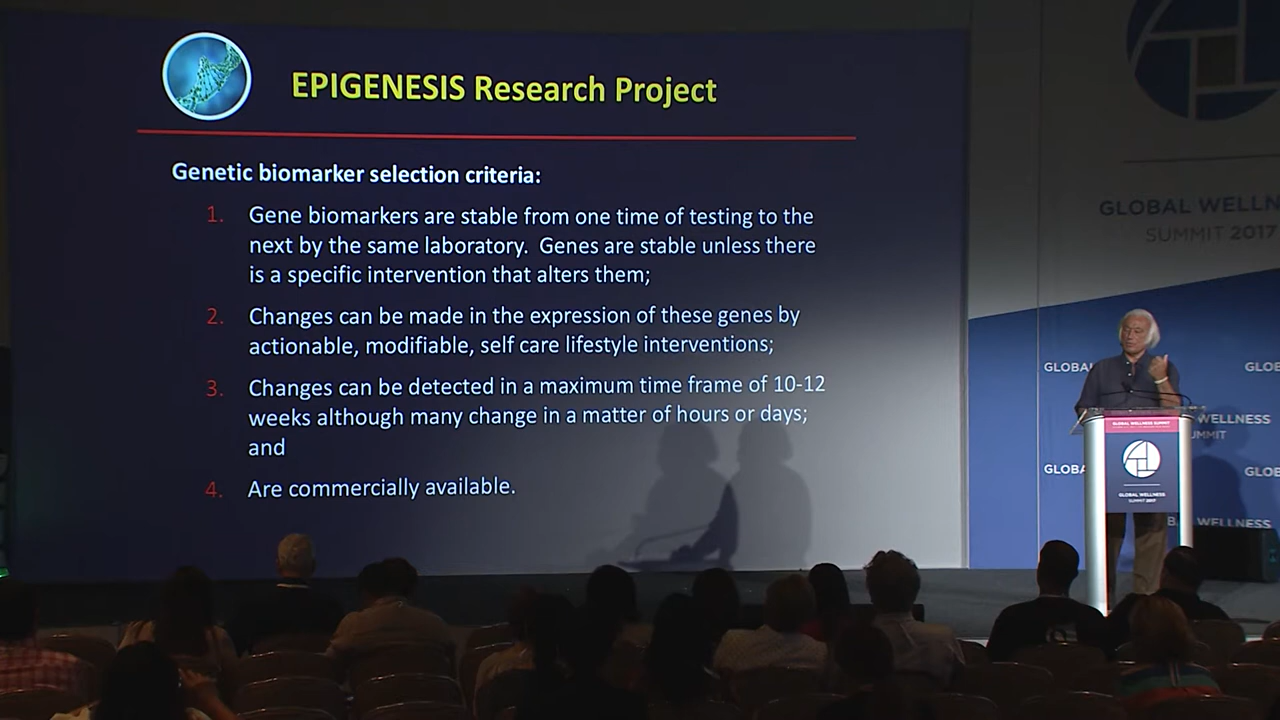 EPIGENESIS Research Project
Genetic biomarker selection criteria:
1. Gene biomarkers are stable from one time of testing to the
next by the same laboratory. Genes are stable unless there
is a specific intervention that alters them;
2. Changes can be made in the expression of these genes by
actionable, modifiable, self care lifestyle interventions;
3. Changes can be detected in a maximum time frame of 10-12
weeks although many change in a matter of hours or days;
and
4. Are commercially available.
GLOBAL WELLN
SUMMIT 2017
GLOBAL
GLOB
WELLNESS
UMMIT
GLOBA
GLOB
WELLNESS
GLOBAL WELLNESS SUMMIT
GLOBAL WELLNESS
SUMMIT 2017